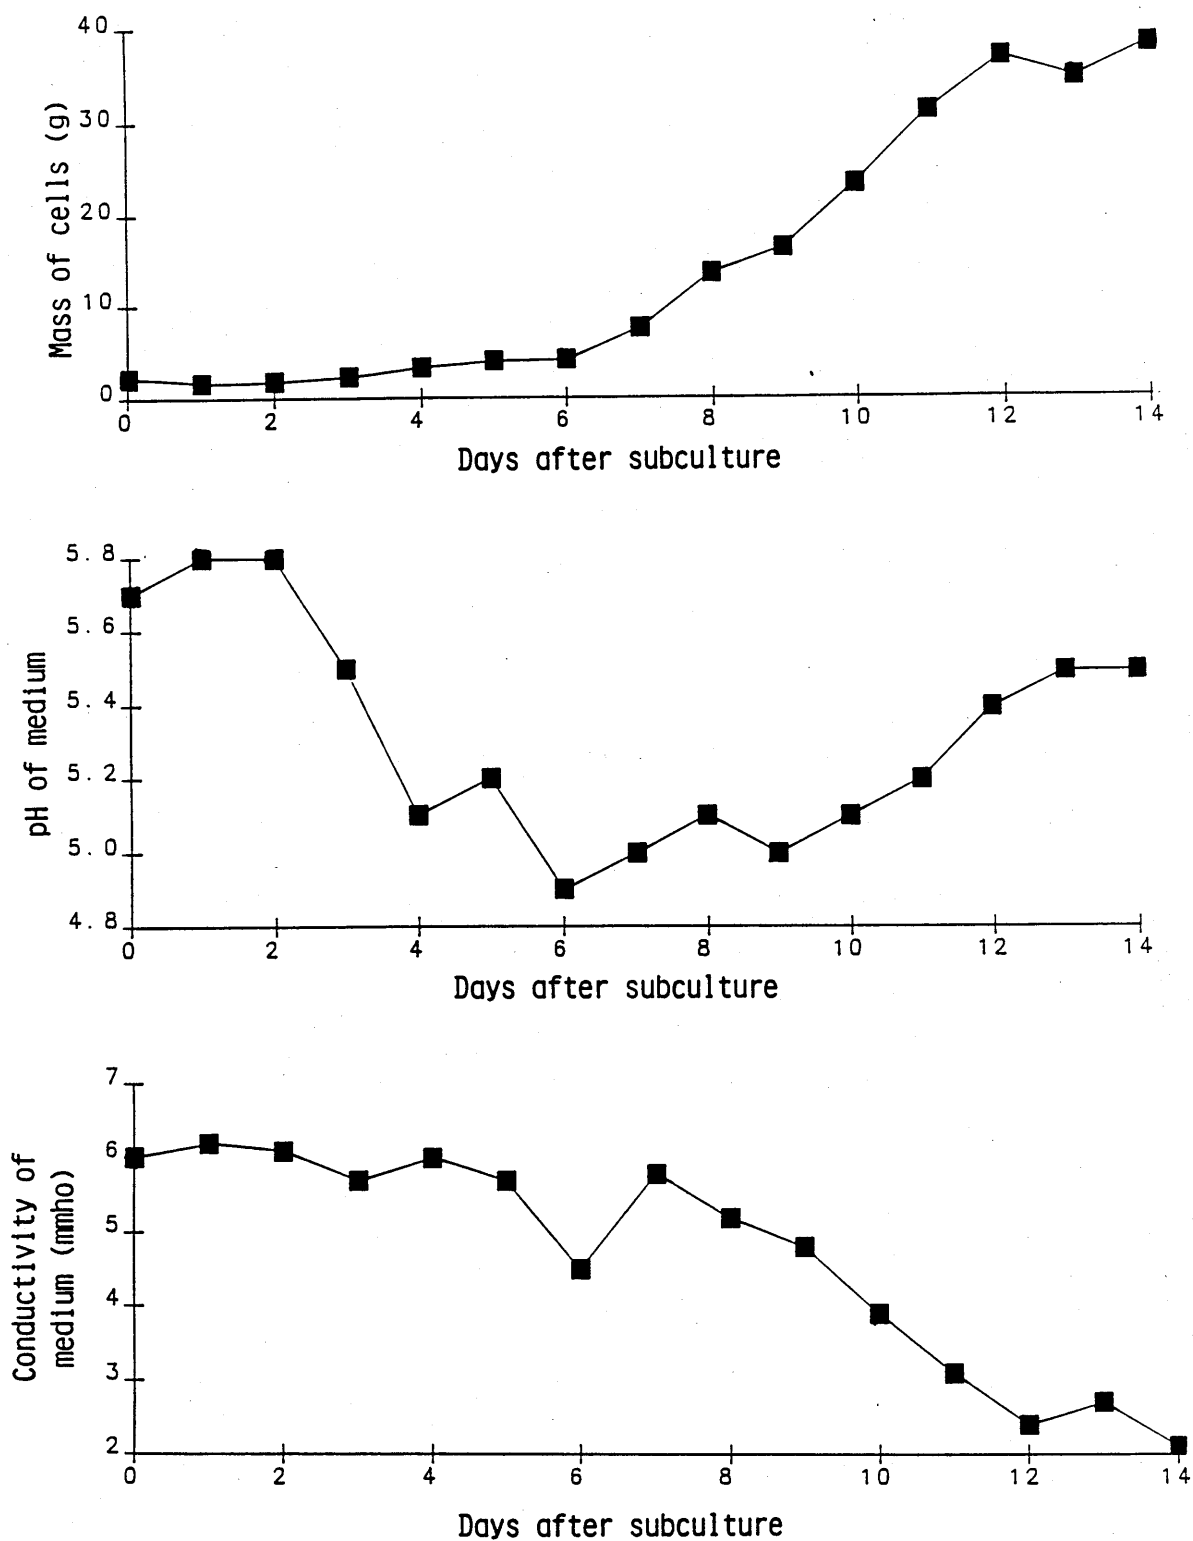 40
30
20
10
0
Mass of cells (g)
0 2 4 6 8 10 12 14
Days after subculture
5.8
5.6
5.4
5.2
5.0
4.8
pH of medium
0 2 4 6 8 10 12 14
Days after subculture
7
6
5
4
3
2
Conductivity of
medium (mmho)
0 2 4 6 8 10 12 14
Days after subculture